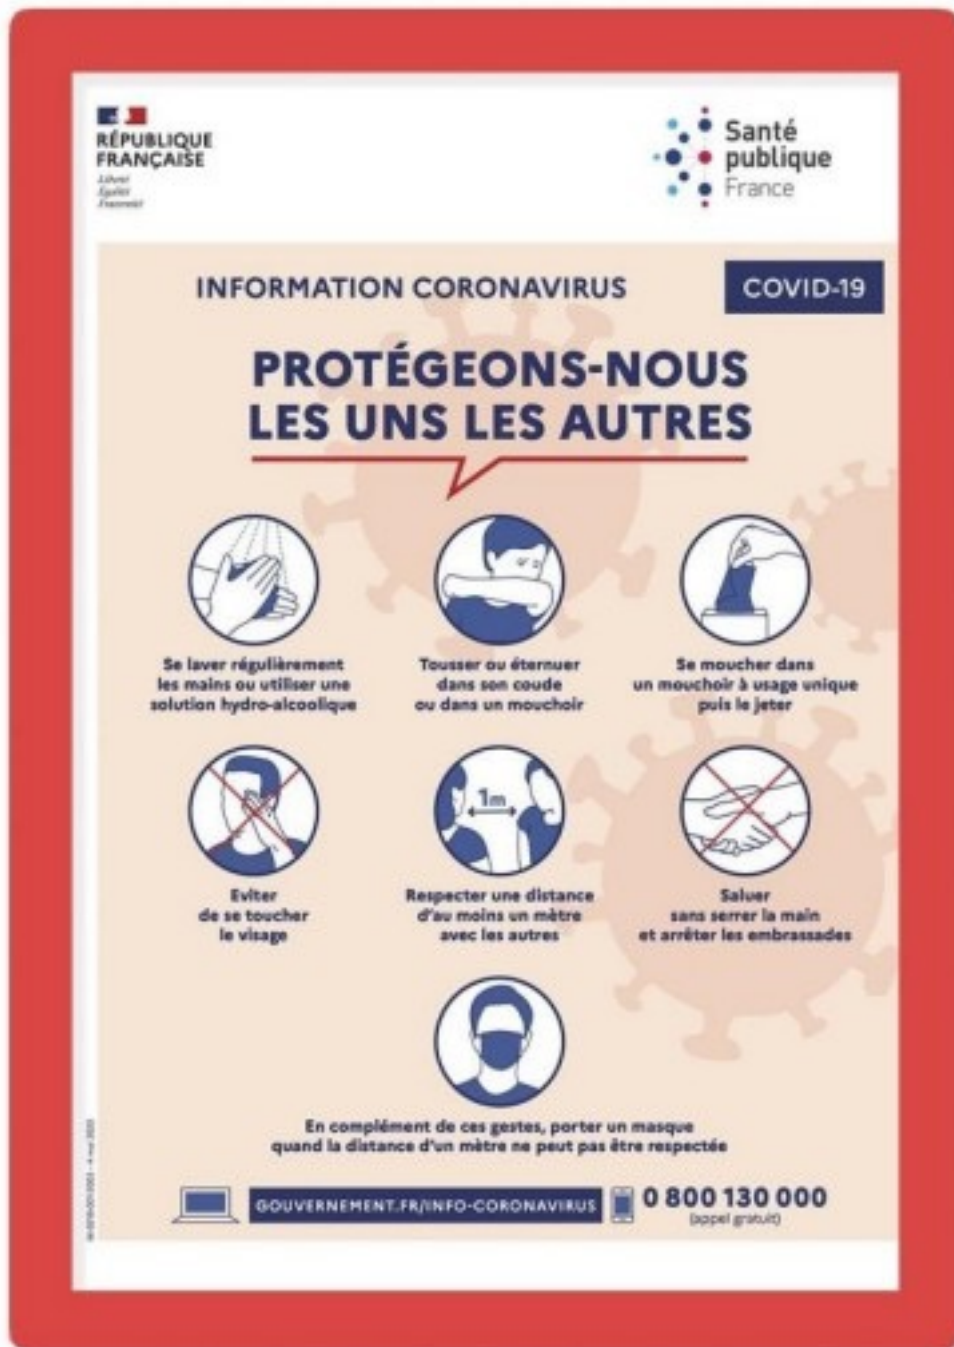 RÉPUBLIQUE
FRANÇAISE
Liberté
Égalité
Fraternité
Santé
publique
France
INFORMATION CORONAVIRUS
COVID-19
PROTÉGEONS-NOUS
LES UNS LES AUTRES
Se laver régulièrement
les mains ou utiliser une
solution hydro-alcoolique
Tousser ou éternuer
dans son coude
ou dans un mouchoir
Se moucher dans
un mouchoir à usage unique
puis le jeter
Eviter
de se toucher
le visage
1m
Respecter une distance
d'au moins un mètre
avec les autres
Saluer
sans serrer la main
et arrêter les embrassades
En complément de ces gestes, porter un masque
quand la distance d'un mètre ne peut pas être respectée
GOUVERNEMENT.FR/INFO-CORONAVIRUS
0 800 130 000
(appel gratuit)